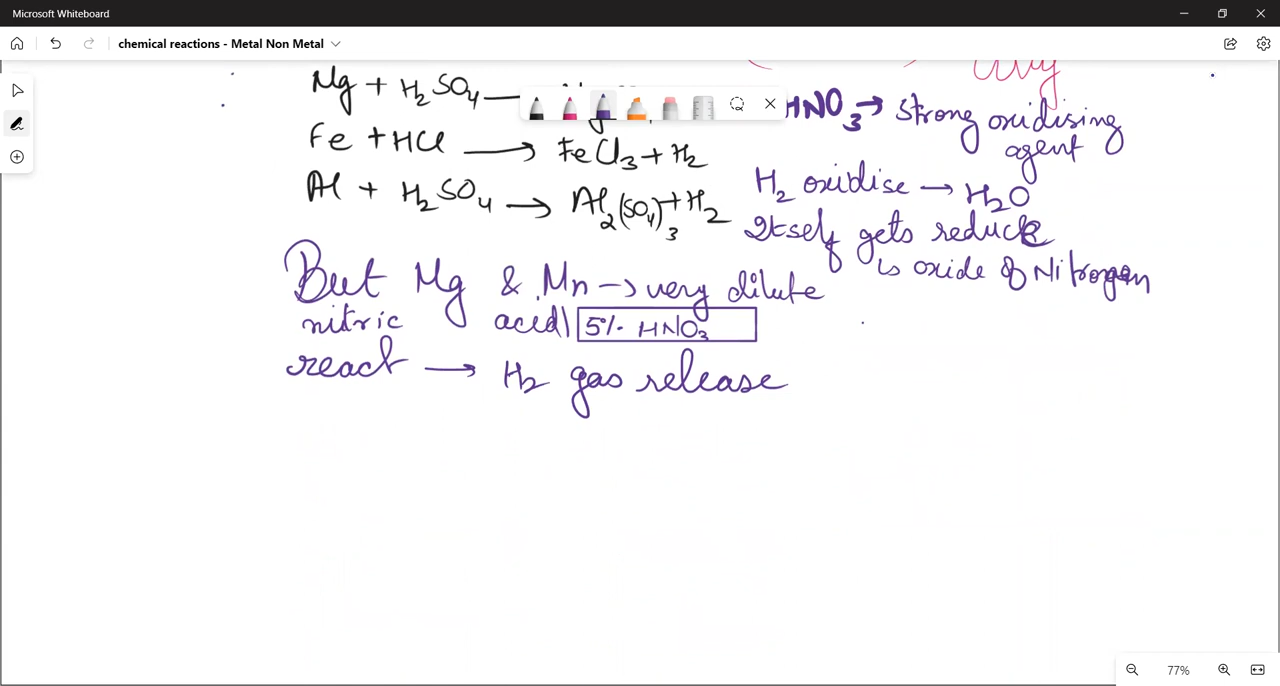 Microsoft Whiteboard
chemical reactions - Metal Non Metal
Mg + H2SO4 —
Fe + HCl → FeCl3 + H2
Al + H2SO4 → Al2(SO4)3 + H2
HNO3 → strong oxidising
agent
H2 oxidise → H2O
Itself gets reduce
is oxide of Nitrogen
But Mg & Mn → very dilute
nitric acid 5% HNO3
react → H2 gas release
77%